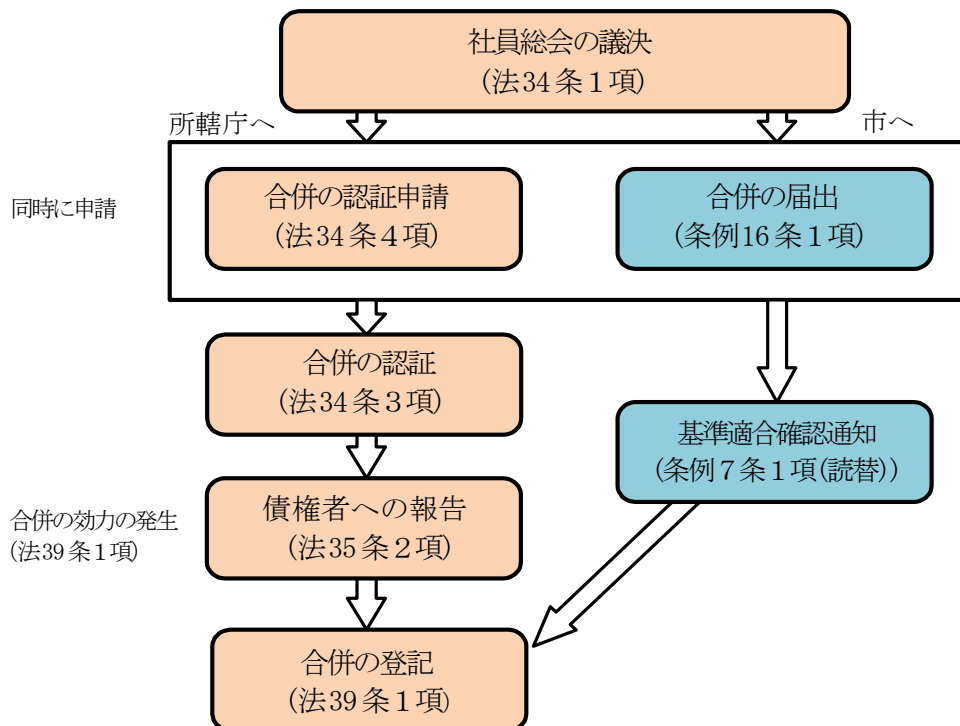 社員総会の議決
(法34条１項)
所轄庁へ
市へ
同時に申請
合併の認証申請
(法34条４項)
合併の届出
(条例16条１項)
合併の認証
(法34条３項)
基準適合確認通知
(条例７条１項(読替))
債権者への報告
(法35条２項)
合併の効力の発生
(法39条１項)
合併の登記
(法39条１項)